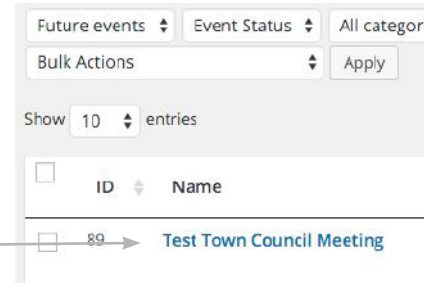 Future events Event Status All categor
Bulk Actions Apply
Show 10 entries
ID Name
89 Test Town Council Meeting